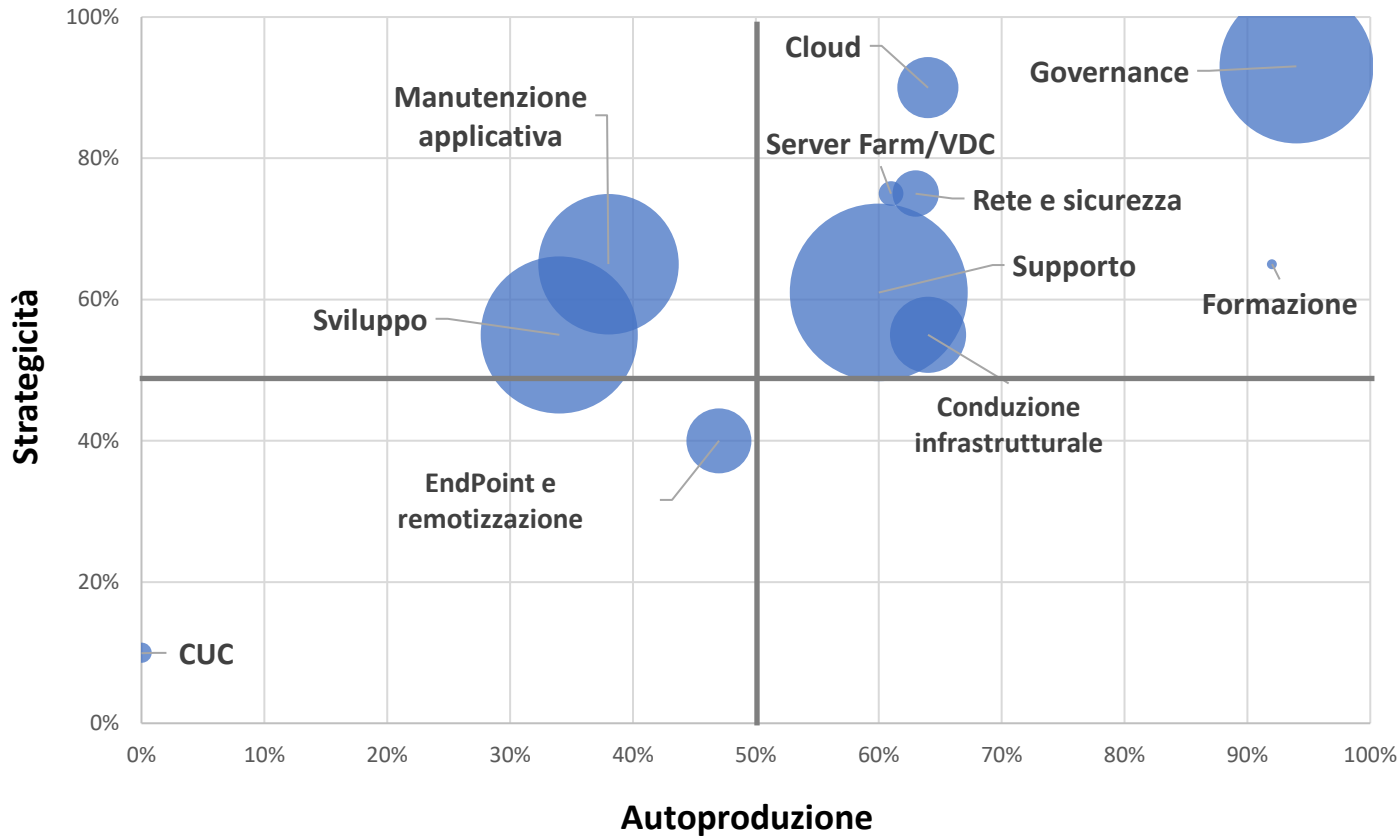 100%
80%
60%
40%
20%
0%
Strategicità
Cloud
Governance
Manutenzione
applicativa
Server Farm/VDC
Rete e sicurezza
Supporto
Formazione
Sviluppo
Conduzione
infrastrutturale
EndPoint e
remotizzazione
CUC
0%
10%
20%
30%
40%
50%
60%
70%
80%
90%
100%
Autoproduzione